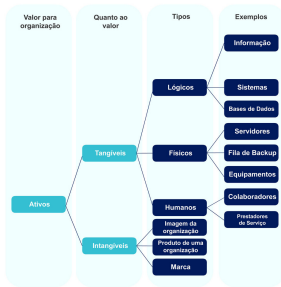 Valor para
organização
Quanto ao
valor
Tipos
Exemplos
Informação
Lógicos
Sistemas
Bases de Dados
Servidores
Tangíveis
Físicos
Fila de Backup
Equipamentos
Ativos
Humanos
Colaboradores
Prestadores
de Serviço
Imagem da
organização
Intangíveis
Produto de uma
organização
Marca